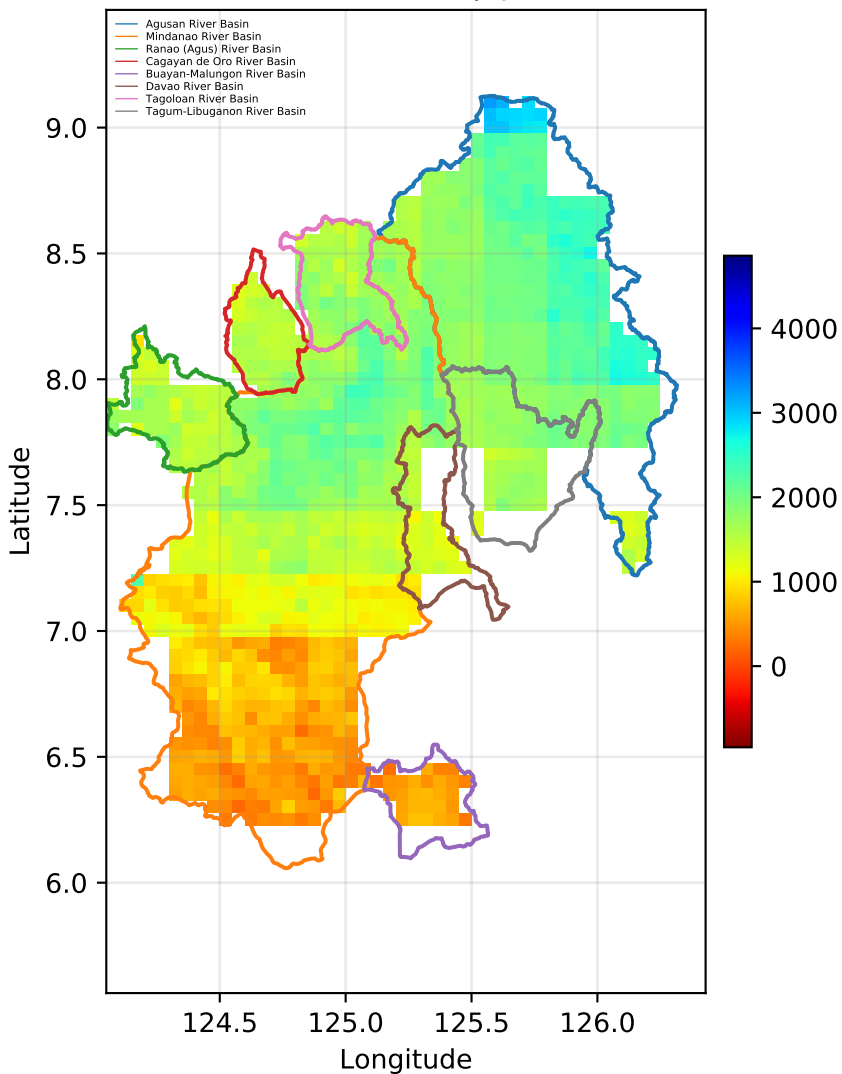 Agusan River Basin
Mindanao River Basin
Ranao (Agus) River Basin
Cagayan de Oro River Basin
Buayan-Malungon River Basin
Davao River Basin
Tagoloan River Basin
Tagum-Libuganon River Basin
9.0
8.5
8.0
7.5
7.0
6.5
6.0
Latitude
124.5 125.0 125.5 126.0
Longitude
4000
3000
2000
1000
0